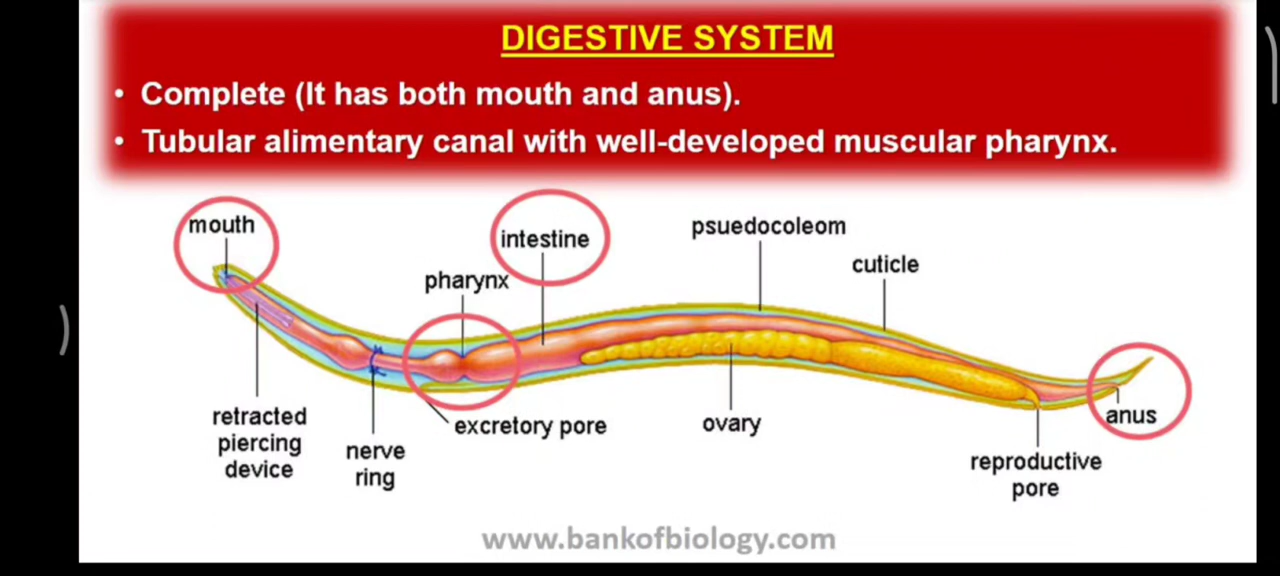 DIGESTIVE SYSTEM
• Complete (It has both mouth and anus).
• Tubular alimentary canal with well-developed muscular pharynx.
mouth
intestine
psuedocoleom
cuticle
pharynx
retracted
piercing
device
nerve
ring
excretory pore
ovary
anus
reproductive
pore
www.bankofbiology.com